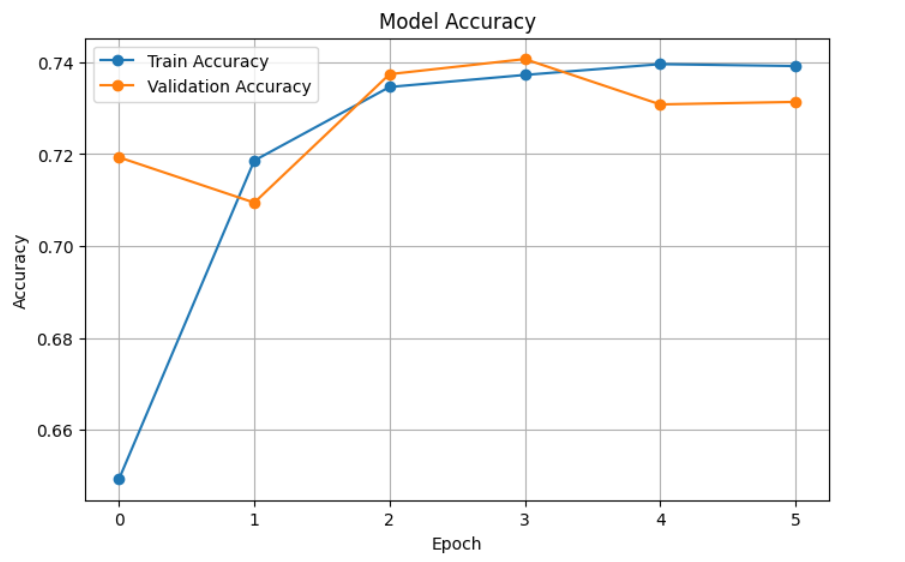 Model Accuracy
Train Accuracy
Validation Accuracy
0.74
0.72
0.70
0.68
0.66
Accuracy
0 1 2 3 4 5
Epoch